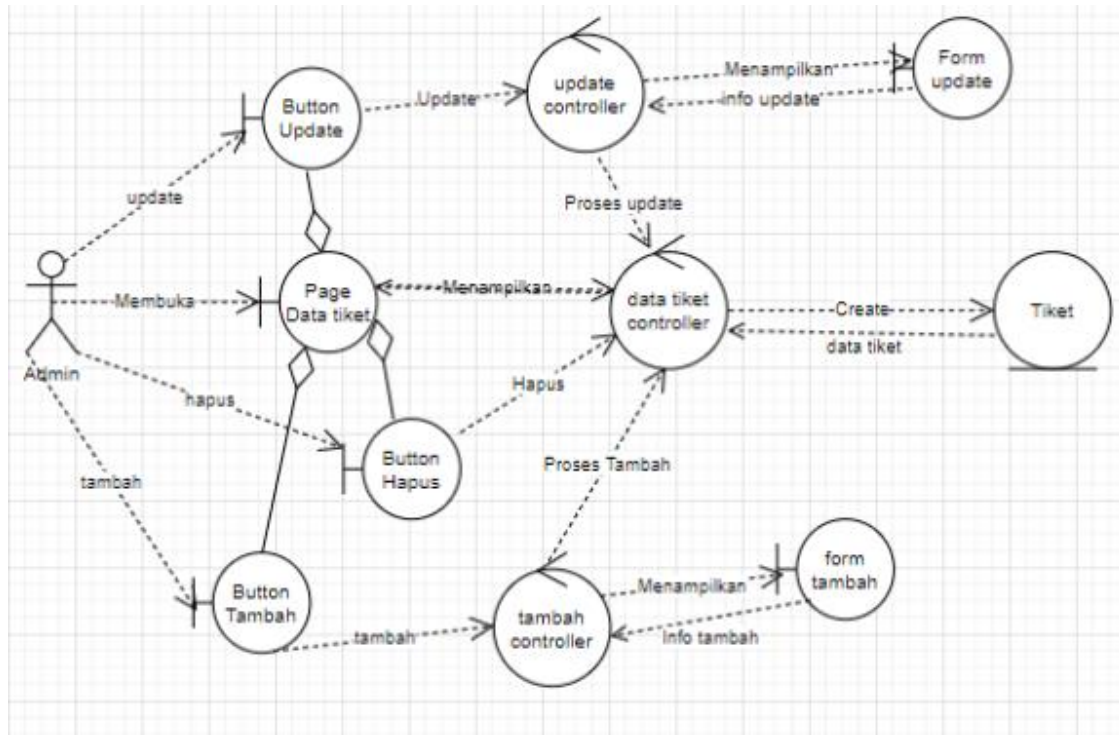 Button
Update
Update
update
controller
Menampilkan
info update
Form
update
update
Proses update
Admin
Membuka
Page
Data tiket
Menampilkan
data tiket
controller
Create
data tiket
Tiket
hapus
Hapus
Button
Hapus
tambah
Proses Tambah
Button
Tambah
tambah
tambah
controller
Menampilkan
info tambah
form
tambah